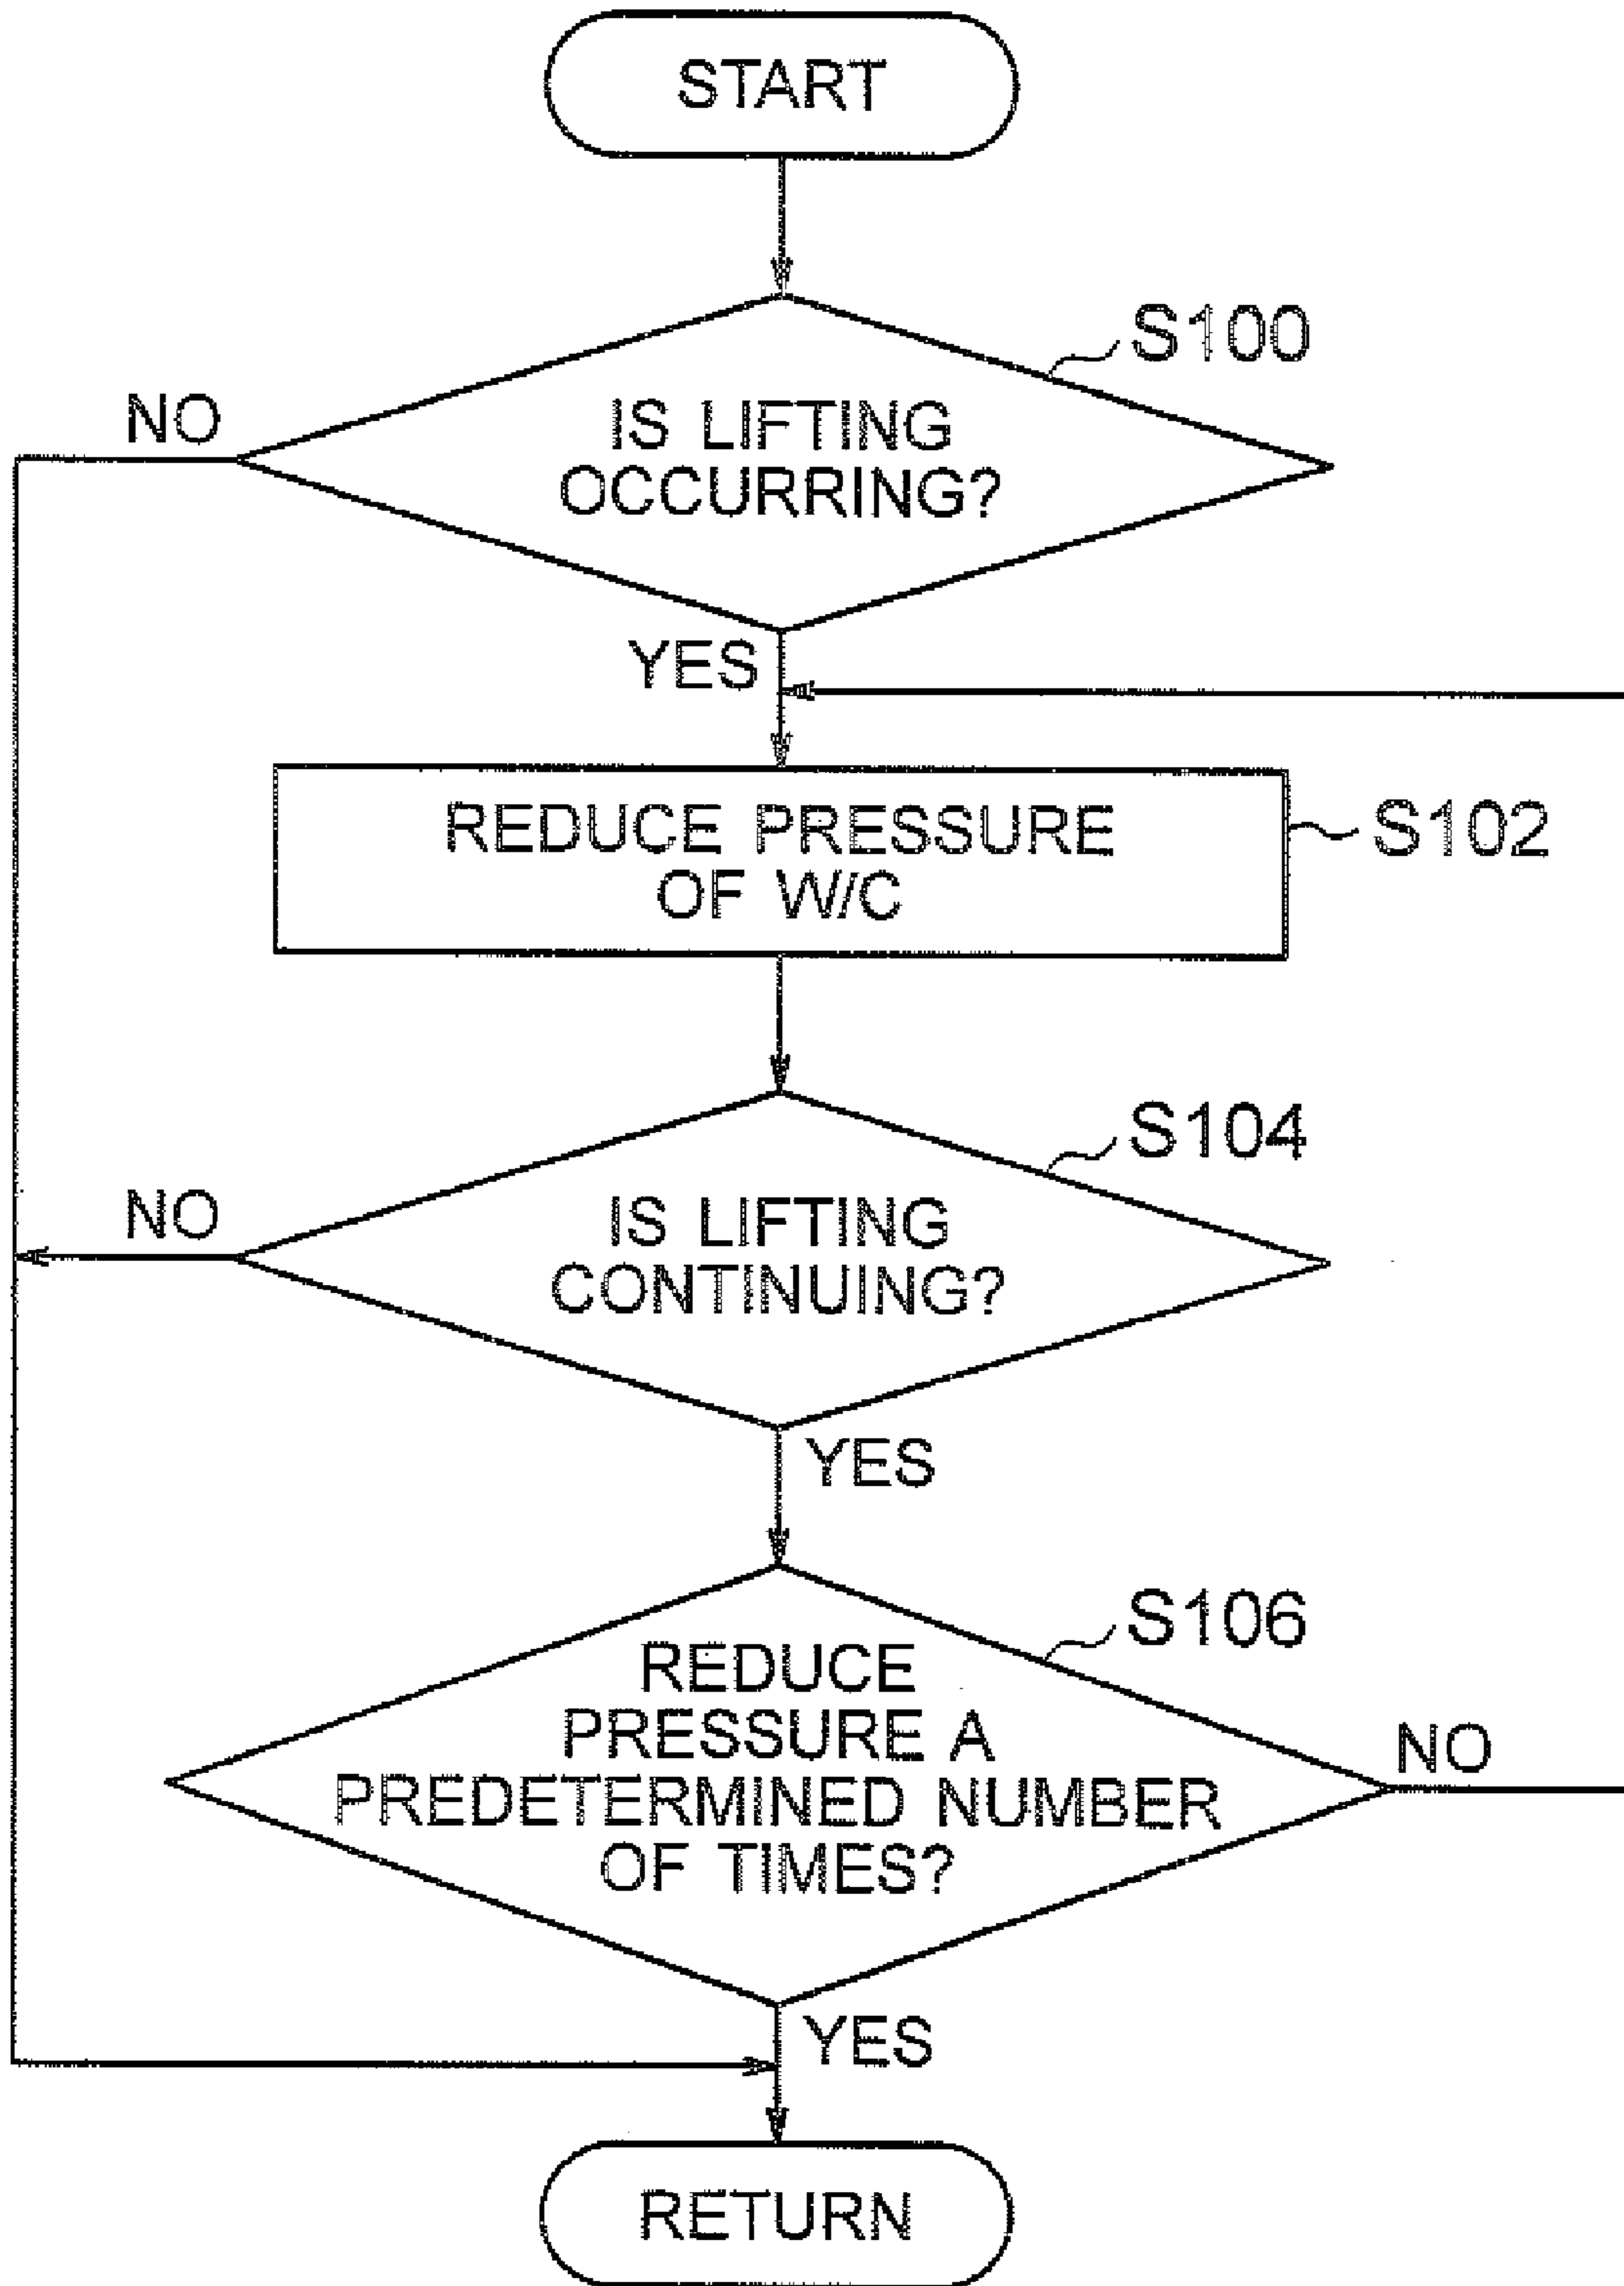 START
S100
NO
IS LIFTING
OCCURRING?
YES
REDUCE PRESSURE
OF W/C
S102
S104
NO
IS LIFTING
CONTINUING?
YES
S106
REDUCE
PRESSURE A
PREDETERMINED NUMBER
OF TIMES?
NO
YES
RETURN